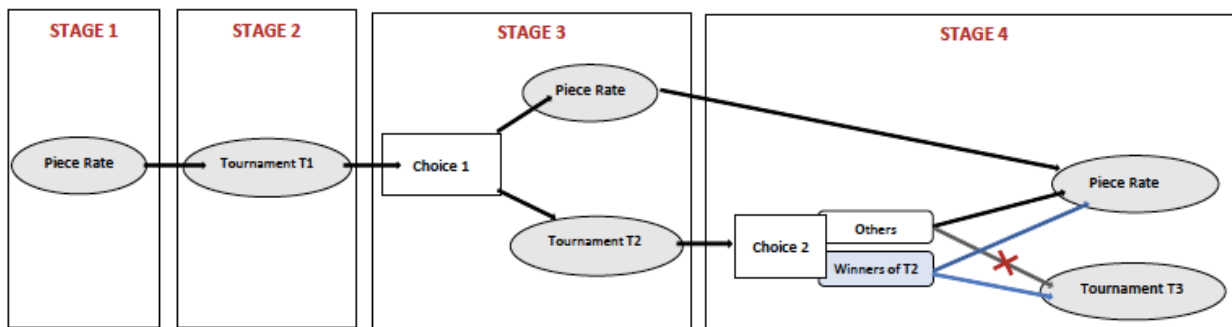 STAGE 1
STAGE 2
STAGE 3
STAGE 4
Piece Rate
Tournament T1
Choice 1
Piece Rate
Tournament T2
Choice 2
Others
Winners of T2
Piece Rate
Tournament T3